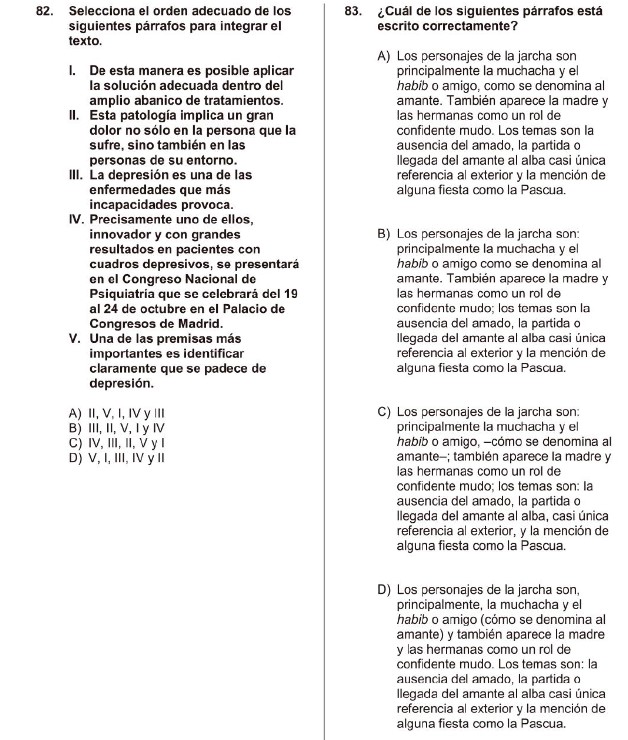 82. Selecciona el orden adecuado de los
siguientes párrafos para integrar el
texto.
I. De esta manera es posible aplicar
la solución adecuada dentro del
amplio abanico de tratamientos.
II. Esta patología implica un gran
dolor no sólo en la persona que la
sufre, sino también en las
personas de su entorno.
III. La depresión es una de las
enfermedades que más
incapacidades provoca.
IV. Precisamente uno de ellos,
innovador y con grandes
resultados en pacientes con
cuadros depresivos, se presentará
en el Congreso Nacional de
Psiquiatría que se celebrará del 19
al 24 de octubre en el Palacio de
Congresos de Madrid.
V. Una de las premisas más
importantes es identificar
claramente que se padece de
depresión.
A) II, V, I, IV y III
B) III, II, V, I y IV
C) IV, III, II, V y I
D) V, I, III, IV y II
83. ¿Cuál de los siguientes párrafos está
escrito correctamente?
A) Los personajes de la jarcha son
principalmente la muchacha y el
habib o amigo, como se denomina al
amante. También aparece la madre y
las hermanas como un rol de
confidente mudo. Los temas son la
ausencia del amado, la partida o
llegada del amante al alba casi única
referencia al exterior y la mención de
alguna fiesta como la Pascua.
B) Los personajes de la jarcha son:
principalmente la muchacha y el
habib o amigo como se denomina al
amante. También aparece la madre y
las hermanas como un rol de
confidente mudo; los temas son la
ausencia del amado, la partida o
llegada del amante al alba casi única
referencia al exterior y la mención de
alguna fiesta como la Pascua.
C) Los personajes de la jarcha son:
principalmente la muchacha y el
habib o amigo, –cómo se denomina al
amante–; también aparece la madre y
las hermanas como un rol de
confidente mudo; los temas son: la
ausencia del amado, la partida o
llegada del amante al alba, casi única
referencia al exterior, y la mención de
alguna fiesta como la Pascua.
D) Los personajes de la jarcha son,
principalmente, la muchacha y el
habib o amigo (cómo se denomina al
amante) y también aparece la madre
y las hermanas como un rol de
confidente mudo. Los temas son: la
ausencia del amado, la partida o
llegada del amante al alba casi única
referencia al exterior y la mención de
alguna fiesta como la Pascua.